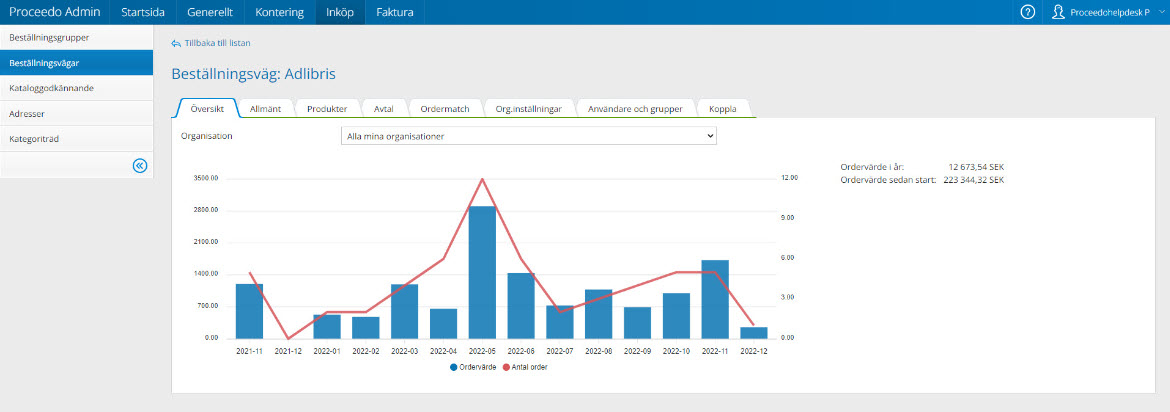 Proceedo Admin Startsida Generellt Kontering Inköp Faktura ? Proceedohelpdesk P
Beställningsgrupper
Beställningsvägar
Kataloggodkännande
Adresser
Kategoriträd
Tillbaka till listan
Beställningsväg: Adlibris
Översikt Allmänt Produkter Avtal Ordermatch Org.inställningar Användare och grupper Koppla
Organisation Alla mina organisationer
Ordervärde i år: 12 673,54 SEK
Ordervärde sedan start: 223 344,32 SEK
3500.00 12.00
2800.00 9.00
2100.00 6.00
1400.00 3.00
700.00 0.00
0.00
2021-11 2021-12 2022-01 2022-02 2022-03 2022-04 2022-05 2022-06 2022-07 2022-08 2022-09 2022-10 2022-11 2022-12
Ordervärde Antal order